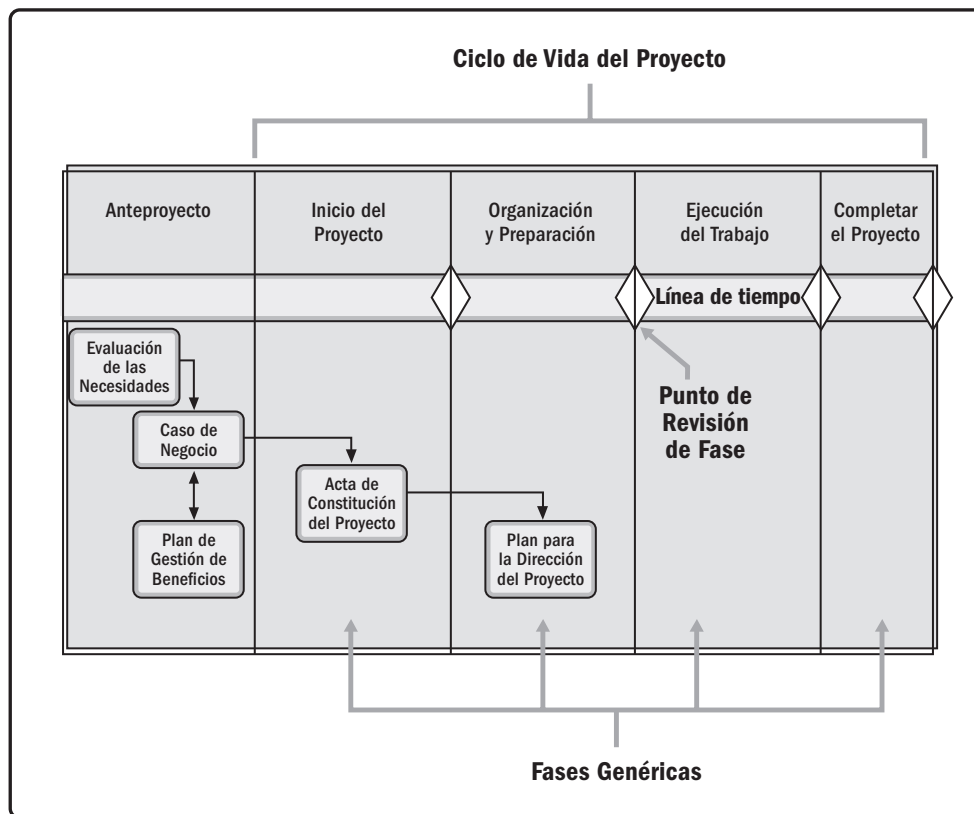 Ciclo de Vida del Proyecto
Anteproyecto
Inicio del
Proyecto
Organización
y Preparación
Ejecución
del Trabajo
Completar
el Proyecto
Línea de tiempo
Evaluación
de las
Necesidades
Caso de
Negocio
Plan de
Gestión de
Beneficios
Acta de
Constitución
del Proyecto
Plan para
la Dirección
del Proyecto
Punto de
Revisión
de Fase
Fases Genéricas